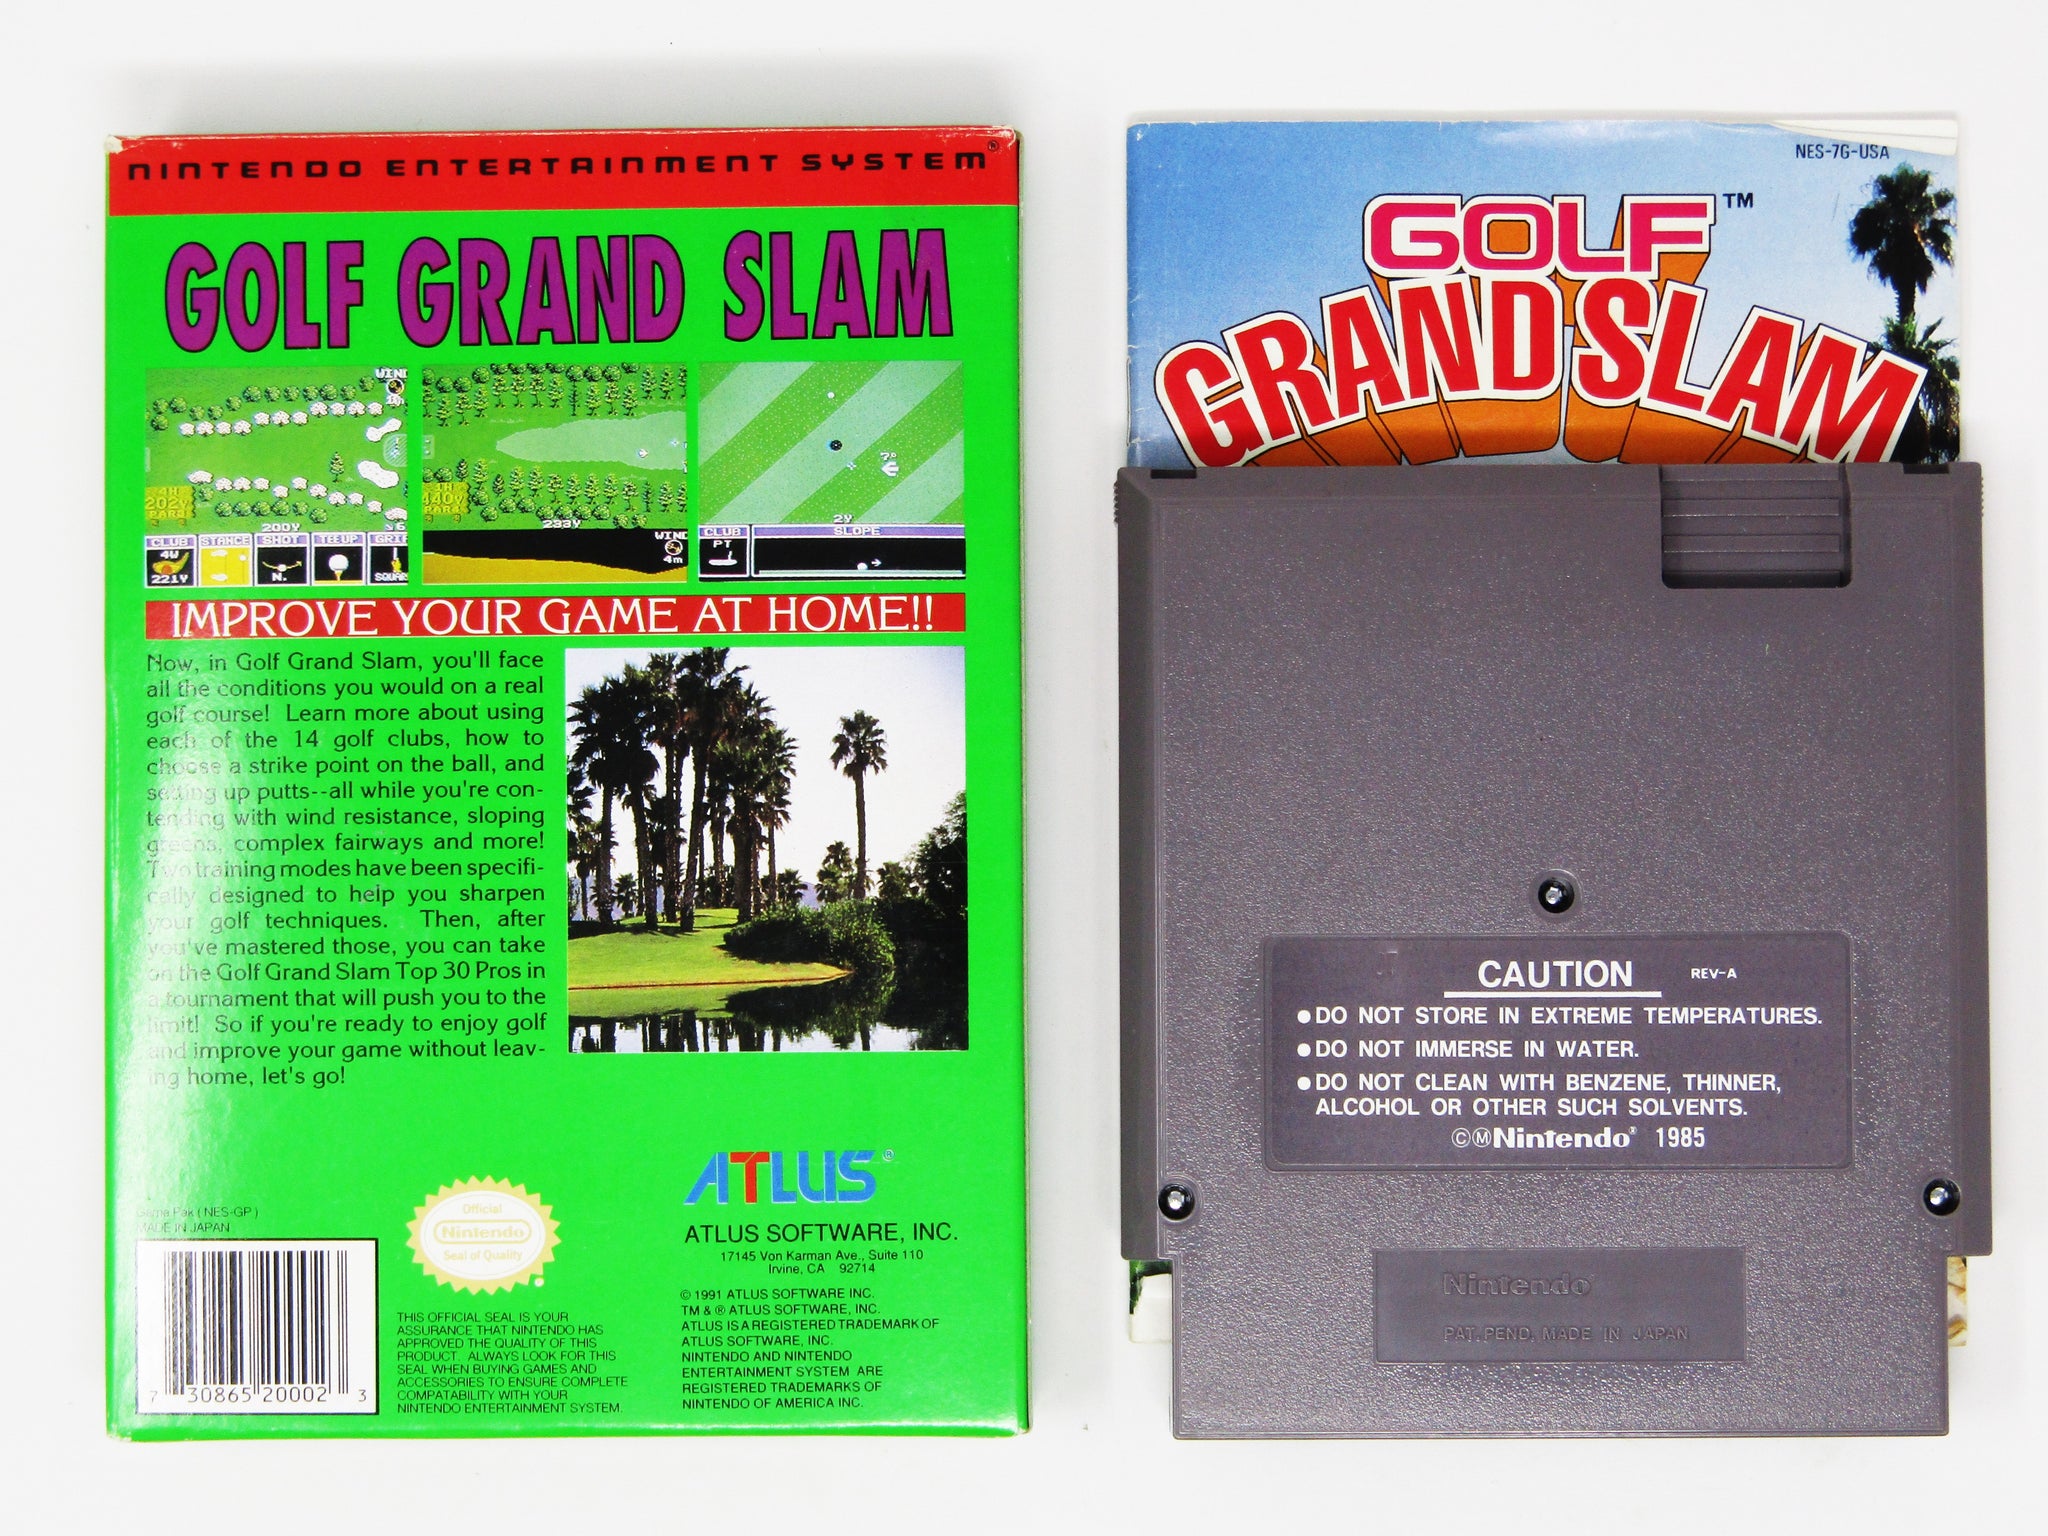 NINTENDO ENTERTAINMENT SYSTEM®
GOLF GRAND SLAM
WIND
4H
202Y
PAR3
200Y
CLUB STANCE SHOT TEEUP GRIP
4W
221Y
N.
SQUAR
1H
440Y
PAR4
233Y
WIND
4m
7°
2Y
CLUB SLOPE
PT
IMPROVE YOUR GAME AT HOME!!
Now, in Golf Grand Slam, you'll face
all the conditions you would on a real
golf course! Learn more about using
each of the 14 golf clubs, how to
choose a strike point on the ball, and
setting up putts--all while you're con-
tending with wind resistance, sloping
greens, complex fairways and more!
Two training modes have been specifi-
cally designed to help you sharpen
your golf techniques. Then, after
you've mastered those, you can take
on the Golf Grand Slam Top 30 Pros in
a tournament that will push you to the
limit! So if you're ready to enjoy golf
and improve your game without leav-
ing home, let's go!
ATLUS®
ATLUS SOFTWARE, INC.
17145 Von Karman Ave., Suite 110
Irvine, CA 92714
© 1991 ATLUS SOFTWARE INC.
TM & ® ATLUS SOFTWARE, INC.
ATLUS IS A REGISTERED TRADEMARK OF
ATLUS SOFTWARE, INC.
NINTENDO AND NINTENDO
ENTERTAINMENT SYSTEM ARE
REGISTERED TRADEMARKS OF
NINTENDO OF AMERICA INC.
Game Pak (NES-GP)
MADE IN JAPAN
7 30865 20002 3
Official
Nintendo
Seal of Quality
THIS OFFICIAL SEAL IS YOUR
ASSURANCE THAT NINTENDO HAS
APPROVED THE QUALITY OF THIS
PRODUCT. ALWAYS LOOK FOR THIS
SEAL WHEN BUYING GAMES AND
ACCESSORIES TO ENSURE COMPLETE
COMPATABILITY WITH YOUR
NINTENDO ENTERTAINMENT SYSTEM.
NES-7G-USA
GOLF™
GRAND SLAM
CAUTION REV-A
●DO NOT STORE IN EXTREME TEMPERATURES.
●DO NOT IMMERSE IN WATER.
●DO NOT CLEAN WITH BENZENE, THINNER,
ALCOHOL OR OTHER SUCH SOLVENTS.
©ⓂNintendo® 1985
Nintendo
PAT. PEND. MADE IN JAPAN